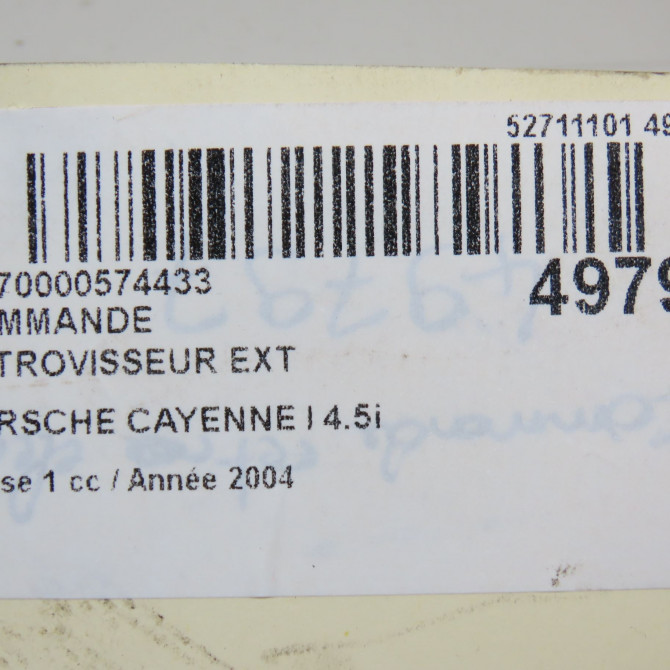 52711101 49
70000574433
4979
MMANDE
TROVISSEUR EXT
RSCHE CAYENNE I 4.5i
se 1 cc / Année 2004